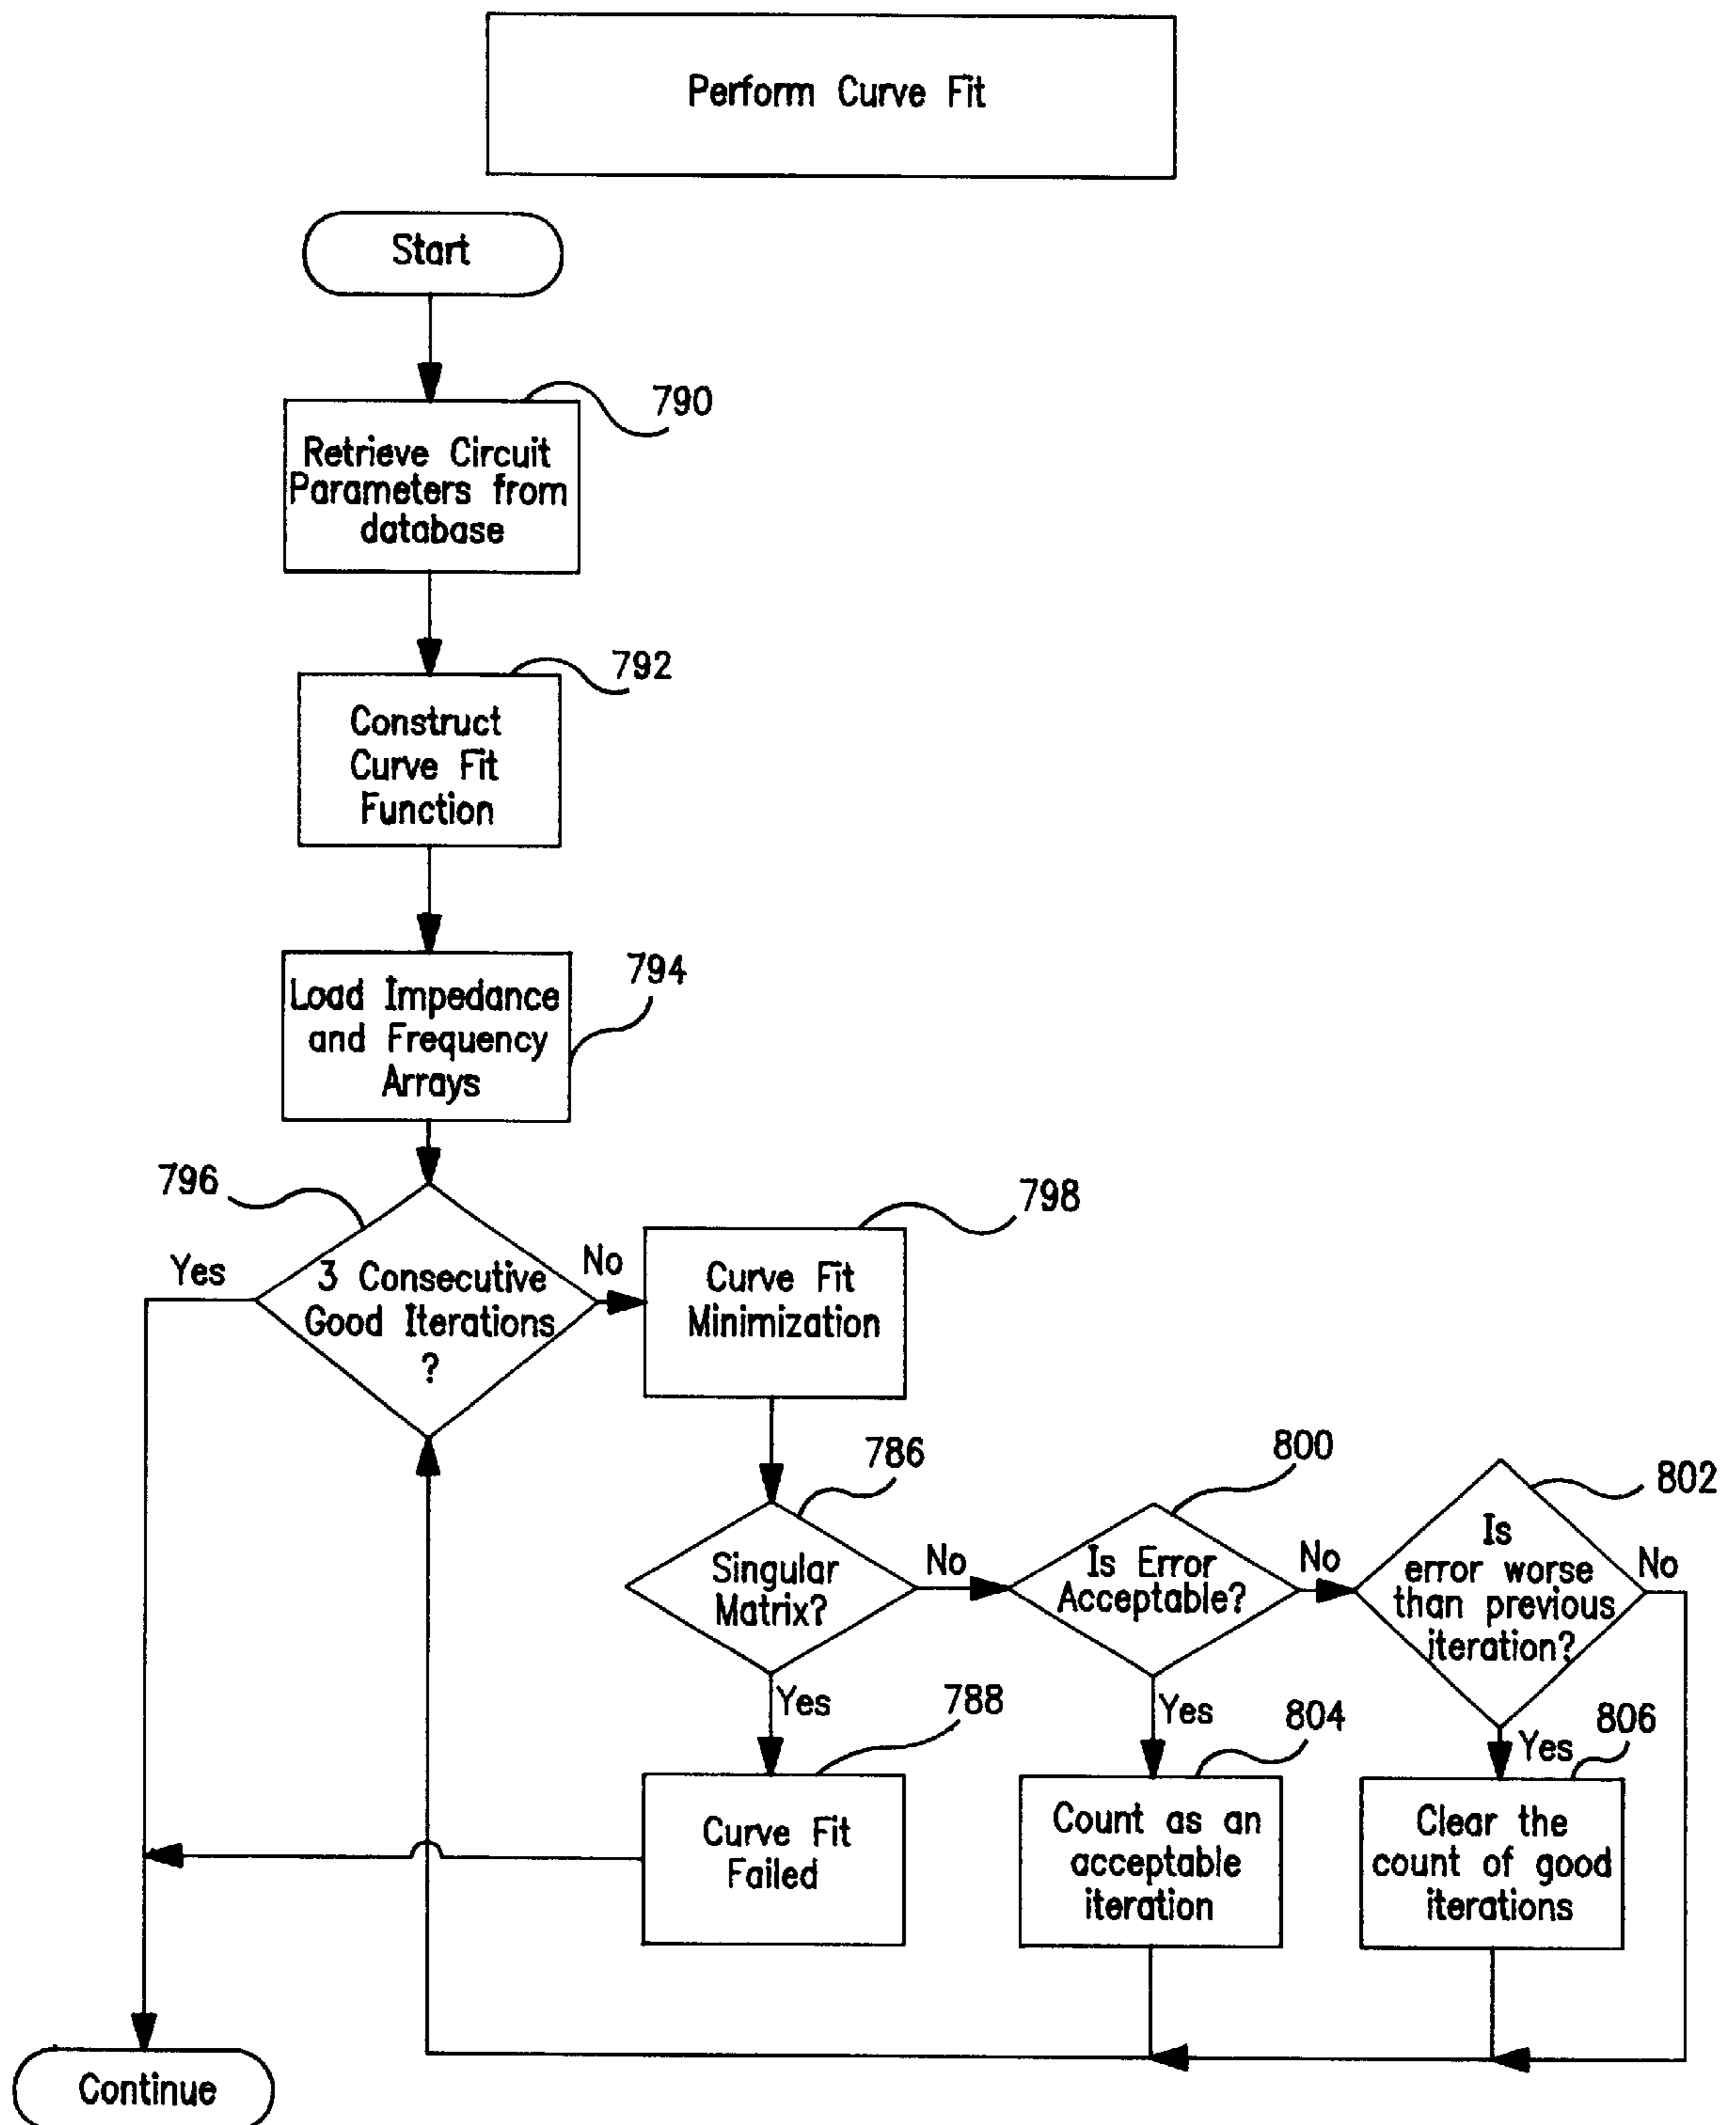 Perform Curve Fit
Start
790
Retrieve Circuit
Parameters from
database
792
Construct
Curve Fit
Function
794
Load Impedance
and Frequency
Arrays
796
Yes
3 Consecutive
Good Iterations
?
No
798
Curve Fit
Minimization
786
Singular
Matrix?
No
Yes
800
Is Error
Acceptable?
No
Yes
802
Is
error worse
than previous
iteration?
No
Yes
788
Curve Fit
Failed
804
Count as an
acceptable
iteration
806
Clear the
count of good
iterations
Continue